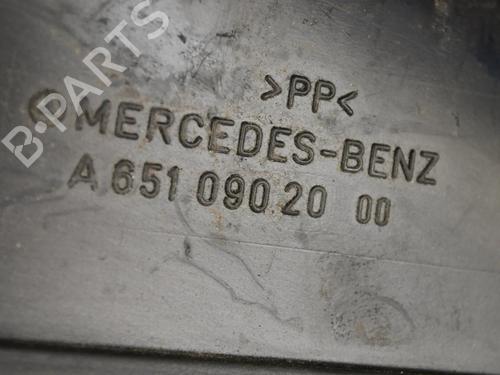 >PP<
MERCEDES-BENZ
A 651 090 20 00
B-PARTS